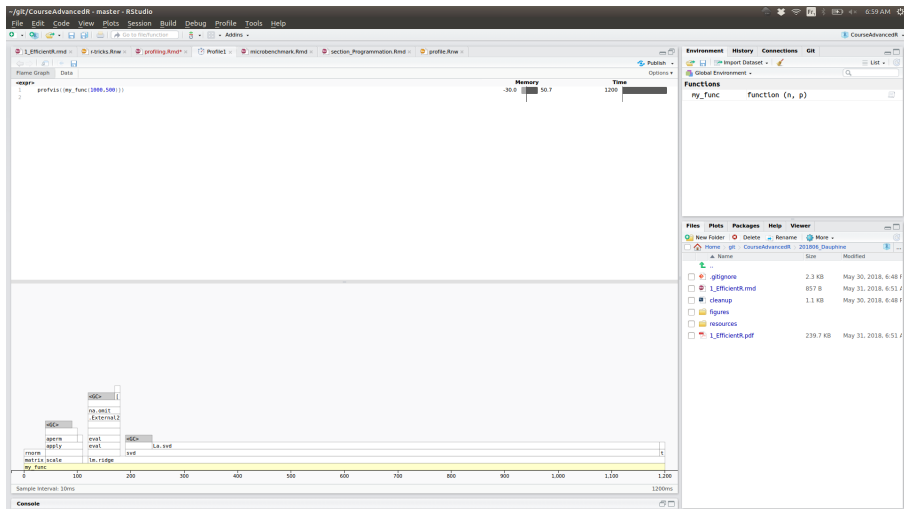 ~/git/CourseAdvancedR - master - RStudio
6:59 AM
File Edit Code View Plots Session Build Debug Profile Tools Help
Go to file/function
Addins
CourseAdvancedR
1_EfficientR.rmd
r-tricks.Rnw
profiling.Rmd*
Profile1
microbenchmark.Rmd
section_Programmation.Rmd
profile.Rnw
Publish
Flame Graph Data
Options
<expr> Memory Time
1 profvis({my_func(1000,500)}) -30.0 50.7 1200
2
<GC> [
na.omit
.External2
<GC>
aperm eval <GC>
apply eval La.svd
rnorm svd t
matrix scale lm.ridge
my_func
0 100 200 300 400 500 600 700 800 900 1,000 1,100 1,200
Sample Interval: 10ms 1200ms
Console
Environment History Connections Git
Import Dataset List
Global Environment
Functions
my_func function (n, p)
Files Plots Packages Help Viewer
New Folder Delete Rename More
Home git CourseAdvancedR 201806_Dauphine
Name Size Modified
..
.gitignore 2.3 KB May 30, 2018, 6:48
1_EfficientR.rmd 857 B May 31, 2018, 6:51
cleanup 1.1 KB May 30, 2018, 6:48
figures
resources
1_EfficientR.pdf 239.7 KB May 31, 2018, 6:51